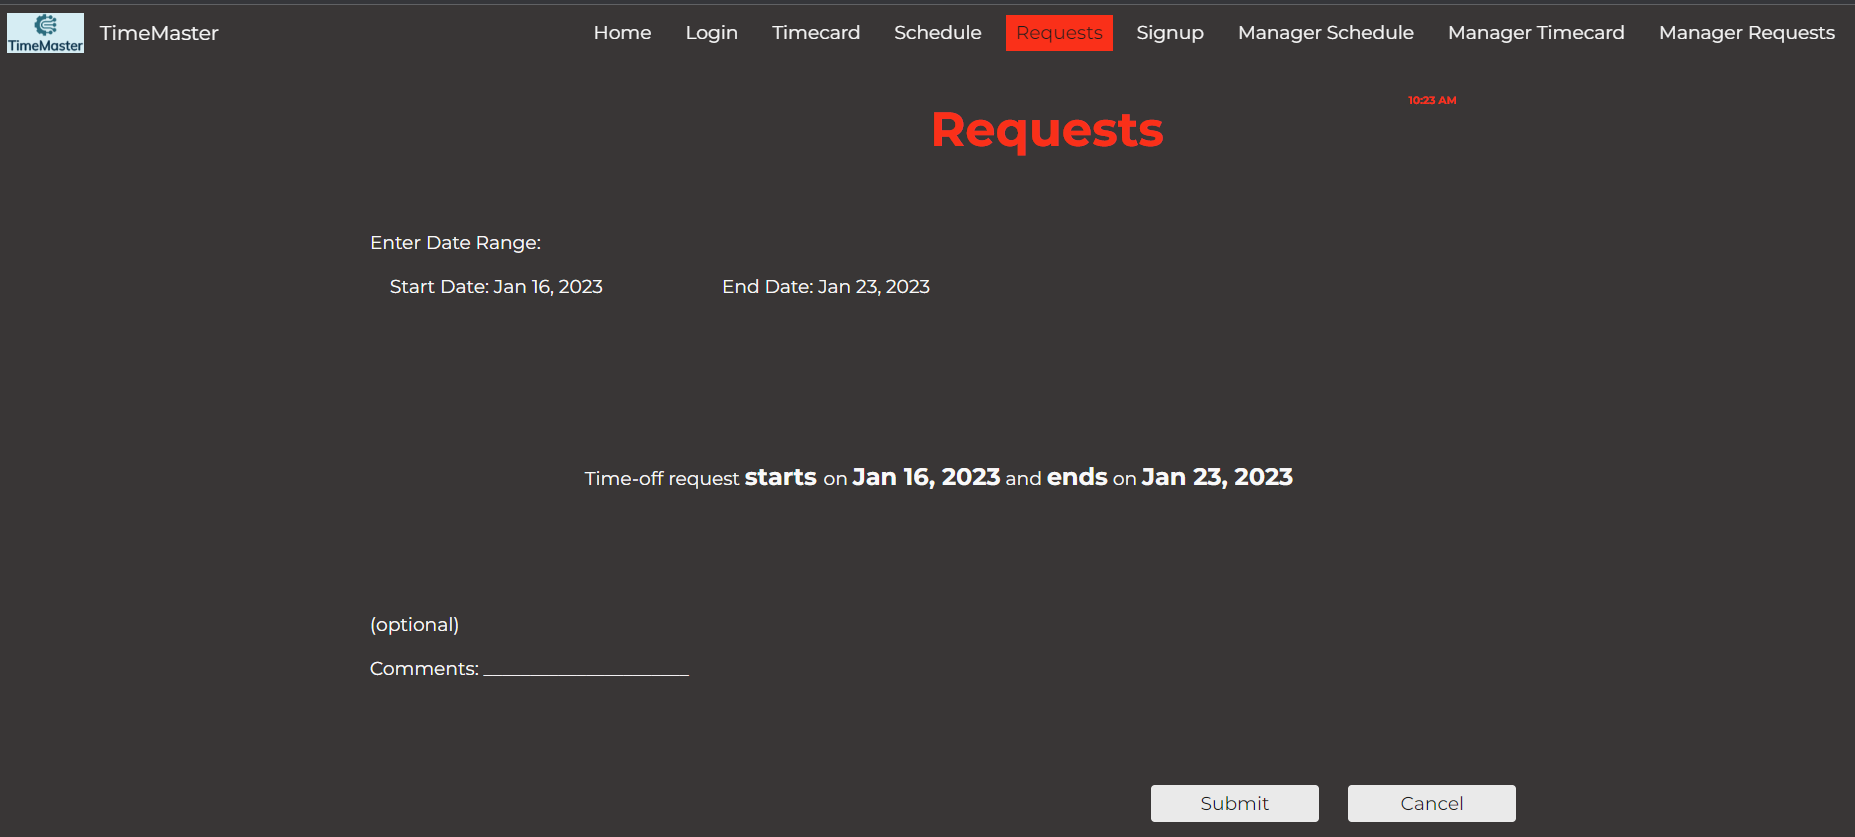 TimeMaster
TimeMaster Home Login Timecard Schedule Requests Signup Manager Schedule Manager Timecard Manager Requests
10:23 AM
Requests
Enter Date Range:
Start Date: Jan 16, 2023 End Date: Jan 23, 2023
Time-off request starts on Jan 16, 2023 and ends on Jan 23, 2023
(optional)
Comments: ____________________
Submit Cancel